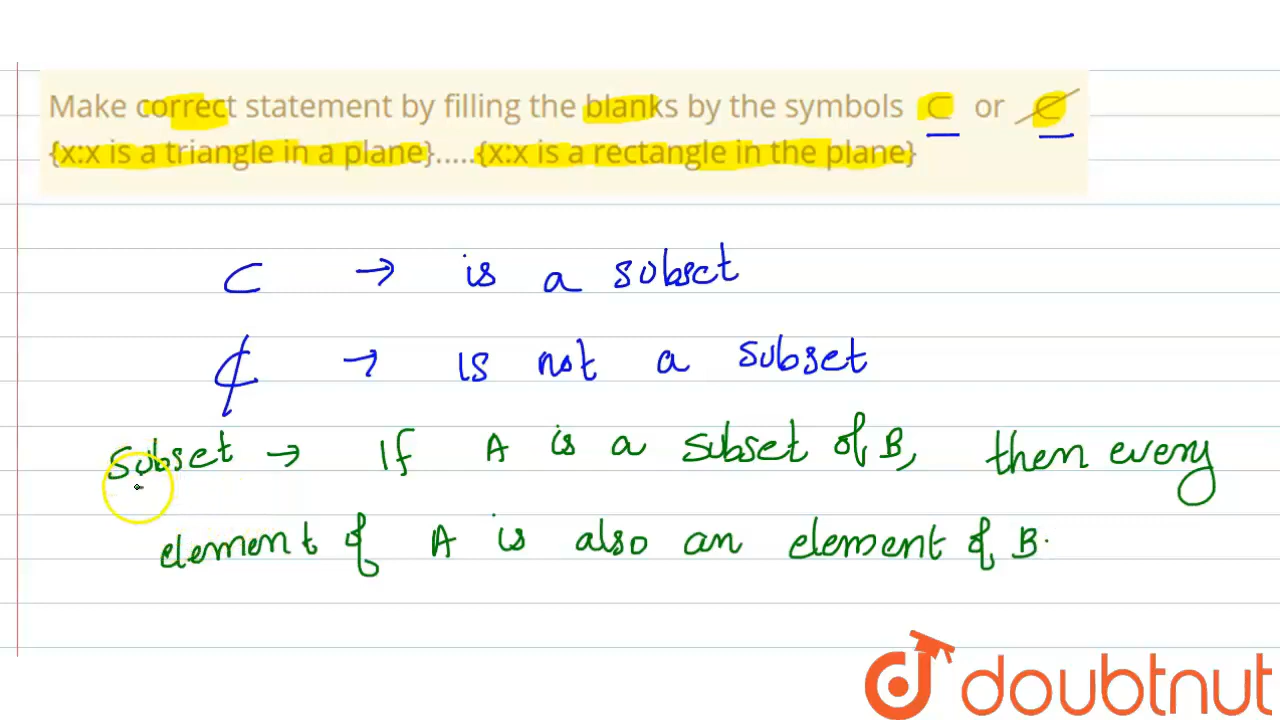 Make correct statement by filling the blanks by the symbols ⊂ or ⊄
{x:x is a triangle in a plane}.....{x:x is a rectangle in the plane}
⊂ → is a subset
⊄ → is not a subset
subset → If A is a subset of B, then every
element of A is also an element of B.
doubtnut